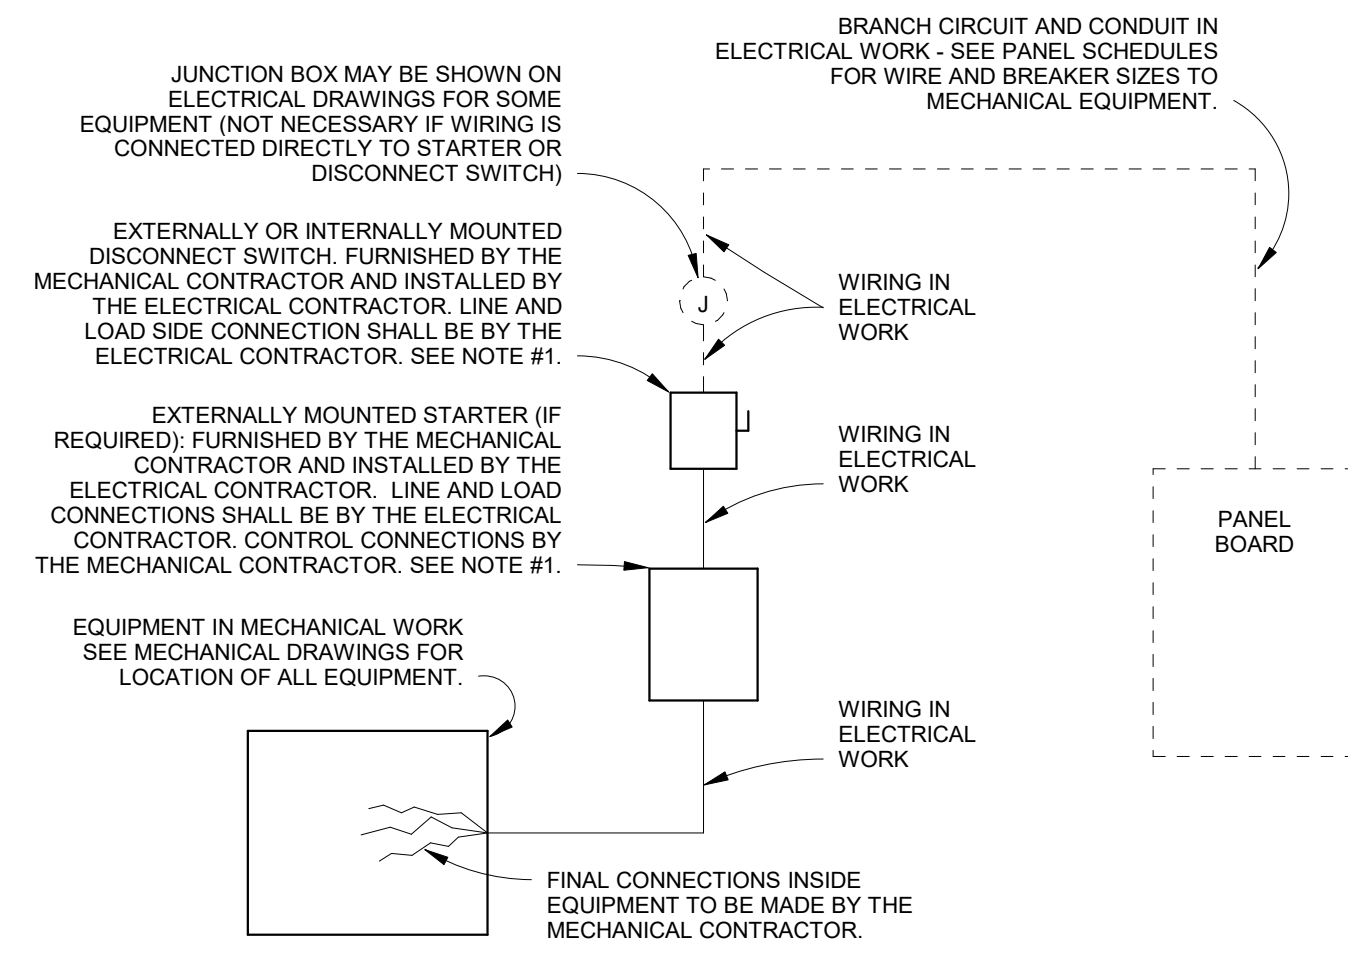 BRANCH CIRCUIT AND CONDUIT IN
ELECTRICAL WORK - SEE PANEL SCHEDULES
FOR WIRE AND BREAKER SIZES TO
MECHANICAL EQUIPMENT.
JUNCTION BOX MAY BE SHOWN ON
ELECTRICAL DRAWINGS FOR SOME
EQUIPMENT (NOT NECESSARY IF WIRING IS
CONNECTED DIRECTLY TO STARTER OR
DISCONNECT SWITCH)
EXTERNALLY OR INTERNALLY MOUNTED
DISCONNECT SWITCH. FURNISHED BY THE
MECHANICAL CONTRACTOR AND INSTALLED BY
THE ELECTRICAL CONTRACTOR. LINE AND
LOAD SIDE CONNECTION SHALL BE BY THE
ELECTRICAL CONTRACTOR. SEE NOTE #1.
J
WIRING IN
ELECTRICAL
WORK
EXTERNALLY MOUNTED STARTER (IF
REQUIRED): FURNISHED BY THE MECHANICAL
CONTRACTOR AND INSTALLED BY THE
ELECTRICAL CONTRACTOR. LINE AND LOAD
CONNECTIONS SHALL BE BY THE ELECTRICAL
CONTRACTOR. CONTROL CONNECTIONS BY
THE MECHANICAL CONTRACTOR. SEE NOTE #1.
WIRING IN
ELECTRICAL
WORK
PANEL
BOARD
EQUIPMENT IN MECHANICAL WORK
SEE MECHANICAL DRAWINGS FOR
LOCATION OF ALL EQUIPMENT.
WIRING IN
ELECTRICAL
WORK
FINAL CONNECTIONS INSIDE
EQUIPMENT TO BE MADE BY THE
MECHANICAL CONTRACTOR.